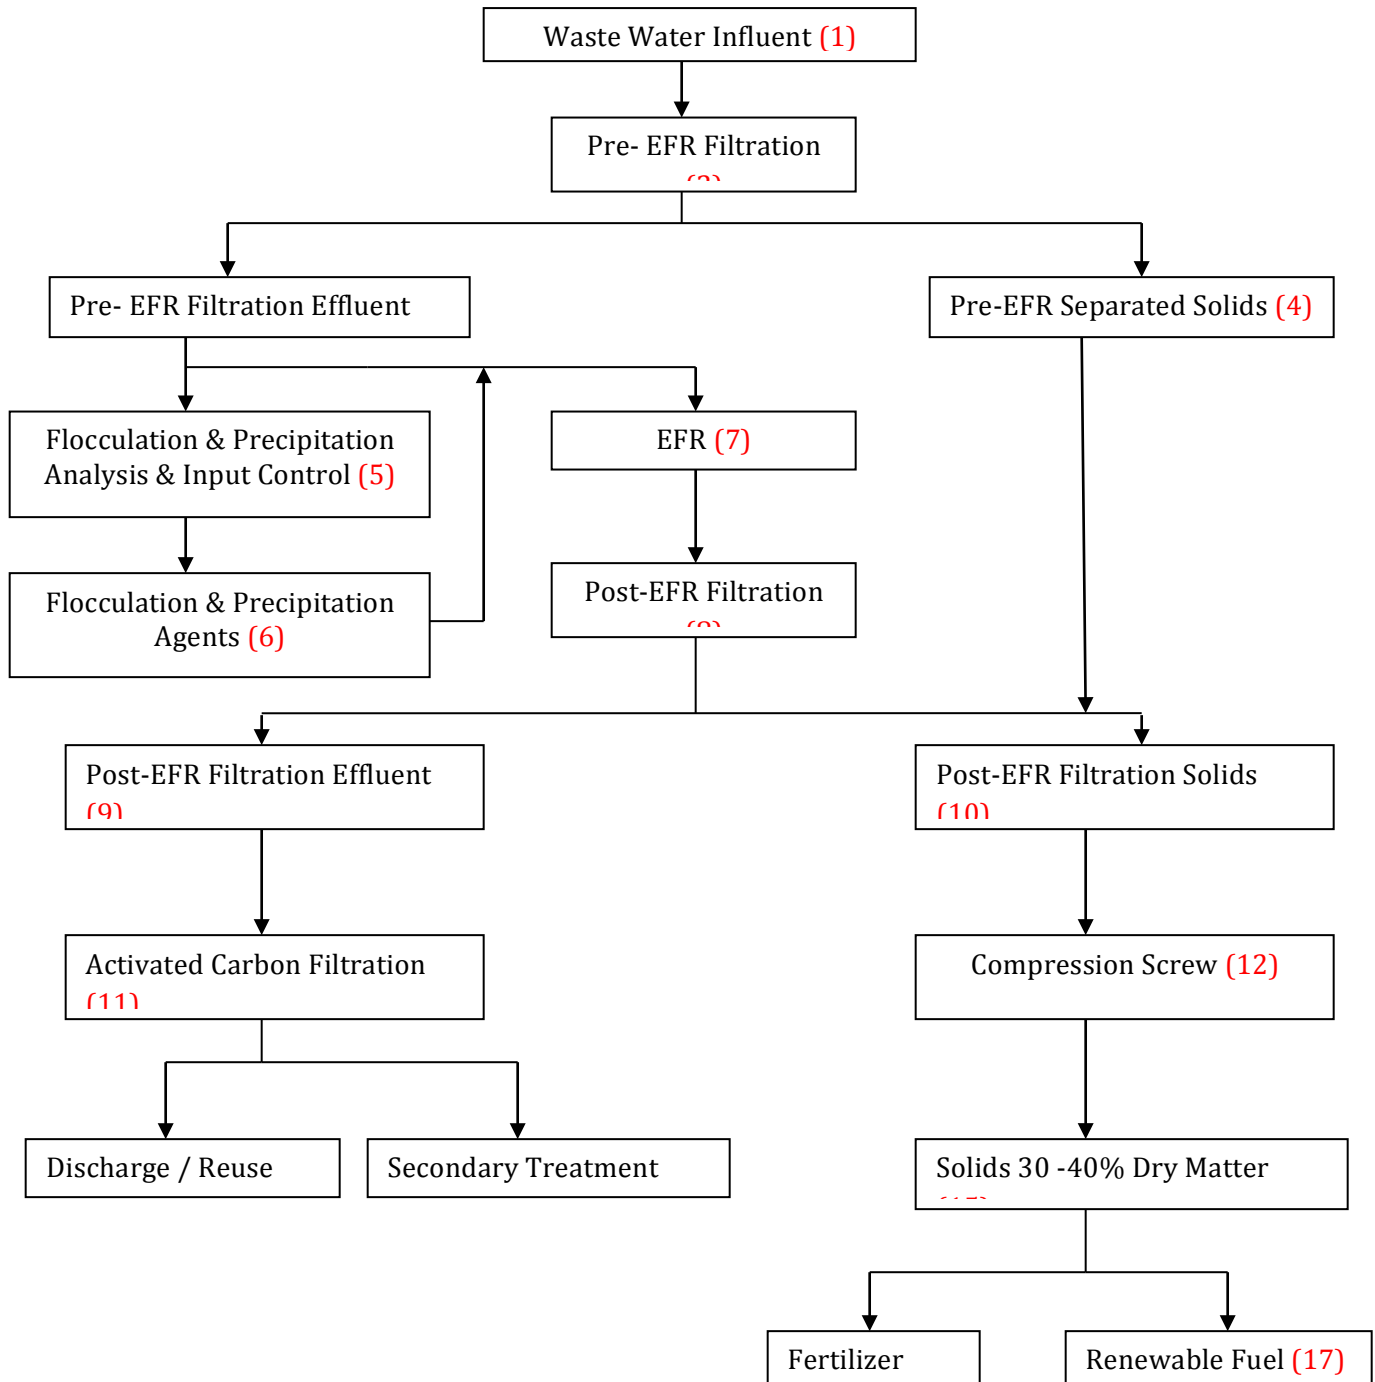 Waste Water Influent (1)
Pre- EFR Filtration
Pre- EFR Filtration Effluent
Pre-EFR Separated Solids (4)
Flocculation & Precipitation
Analysis & Input Control (5)
EFR (7)
Flocculation & Precipitation
Agents (6)
Post-EFR Filtration
Post-EFR Filtration Effluent
(9)
Post-EFR Filtration Solids
(10)
Activated Carbon Filtration
(11)
Compression Screw (12)
Discharge / Reuse
Secondary Treatment
Solids 30 -40% Dry Matter
Fertilizer
Renewable Fuel (17)